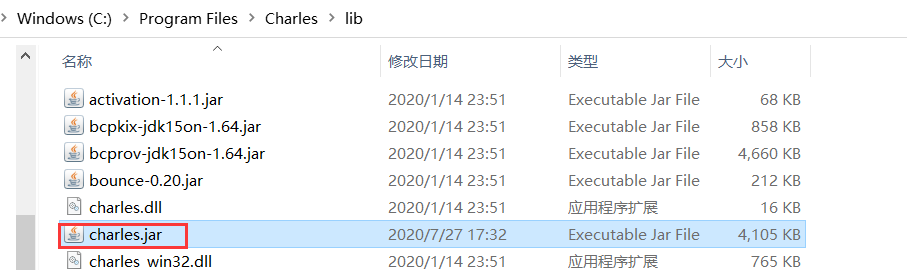 Windows (C:) > Program Files > Charles > lib
名称 修改日期 类型 大小
activation-1.1.1.jar 2020/1/14 23:51 Executable Jar File 68 KB
bcpkix-jdk15on-1.64.jar 2020/1/14 23:51 Executable Jar File 858 KB
bcprov-jdk15on-1.64.jar 2020/1/14 23:51 Executable Jar File 4,660 KB
bounce-0.20.jar 2020/1/14 23:51 Executable Jar File 212 KB
charles.dll 2020/1/14 23:51 应用程序扩展 16 KB
charles.jar 2020/7/27 17:32 Executable Jar File 4,105 KB
charles_win32.dll 2020/1/14 23:51 应用程序扩展 765 KB